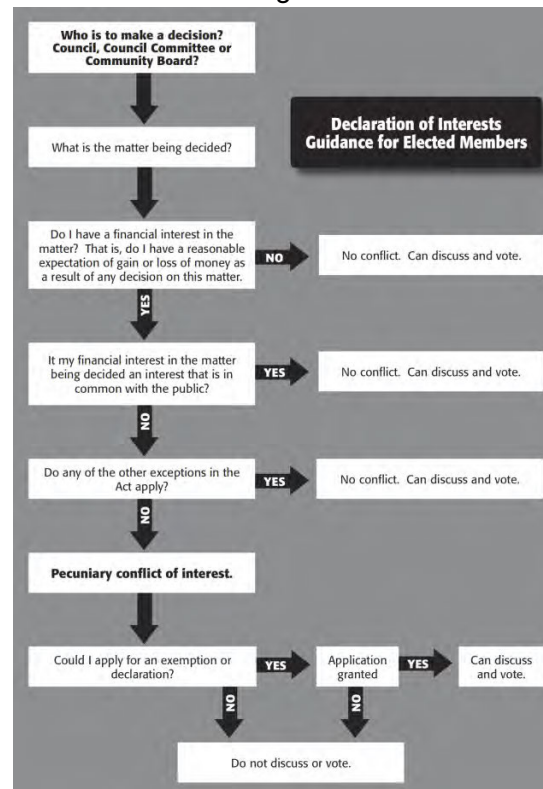 Who is to make a decision?
Council, Council Committee or
Community Board?
Declaration of Interests
Guidance for Elected Members
What is the matter being decided?
Do I have a financial interest in the
matter? That is, do I have a reasonable
expectation of gain or loss of money as
a result of any decision on this matter.
NO
No conflict. Can discuss and vote.
YES
It my financial interest in the matter
being decided an interest that is in
common with the public?
YES
No conflict. Can discuss and vote.
NO
Do any of the other exceptions in the
Act apply?
YES
No conflict. Can discuss and vote.
NO
Pecuniary conflict of interest.
Could I apply for an exemption or
declaration?
YES
Application
granted
YES
Can discuss
and vote.
NO
NO
Do not discuss or vote.